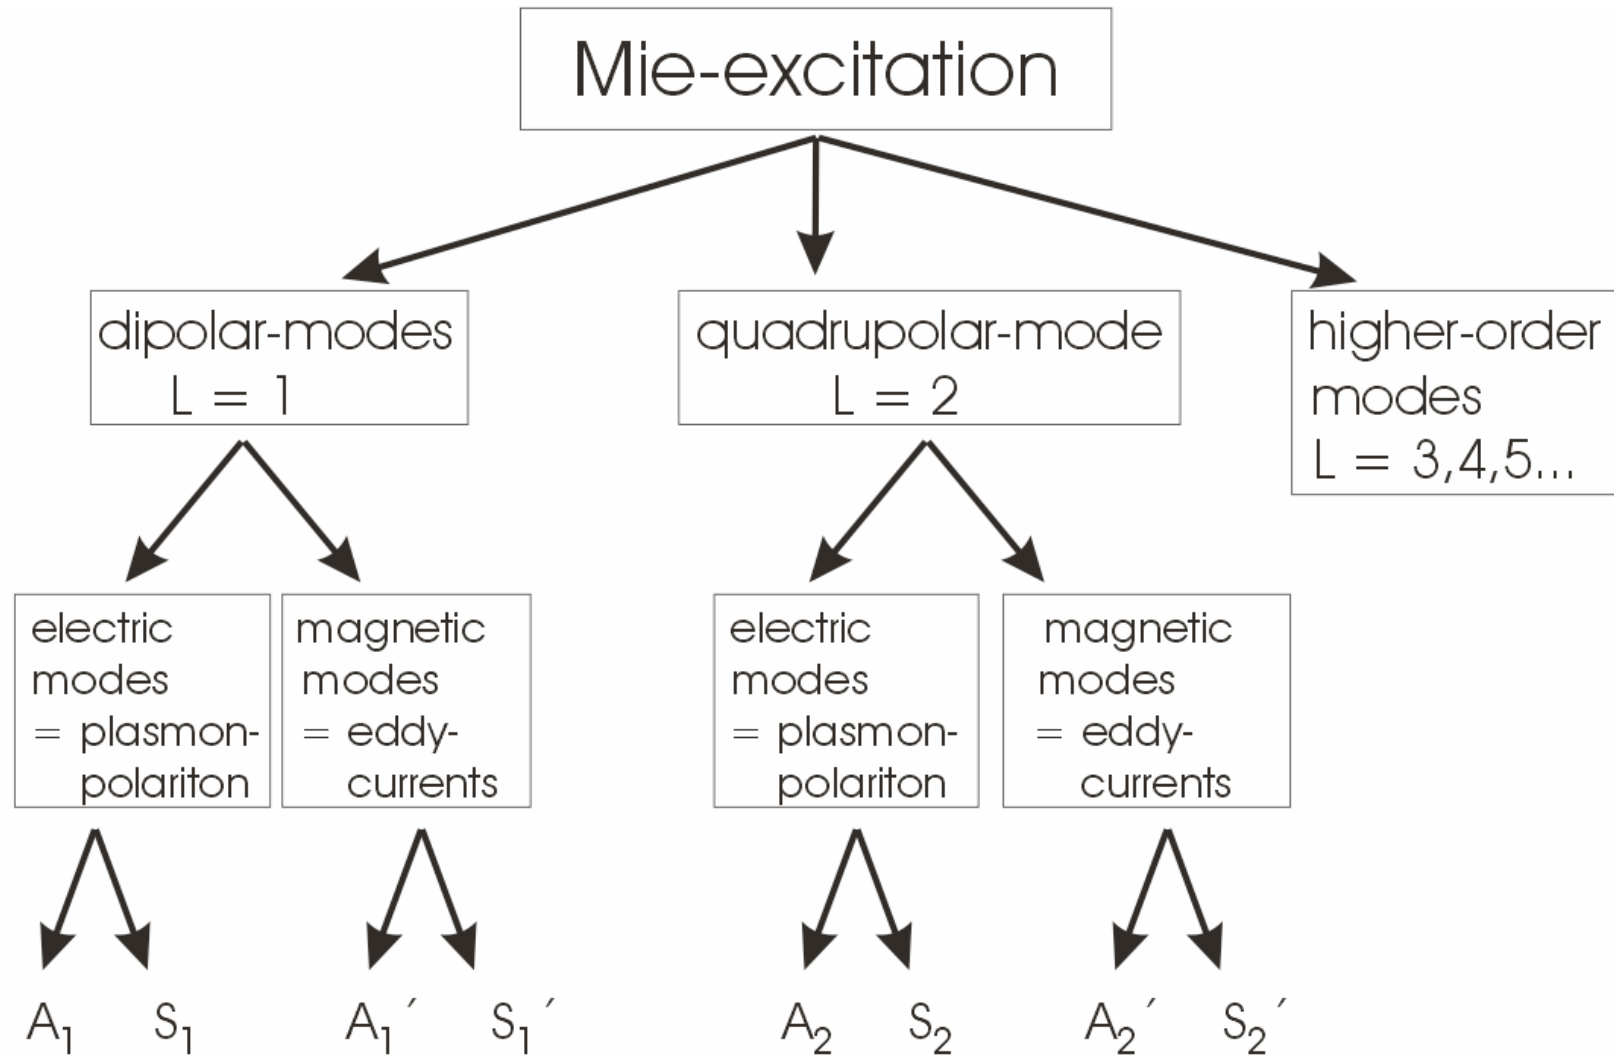 Mie-excitation
dipolar-modes
L = 1
quadrupolar-mode
L = 2
higher-order
modes
L = 3,4,5...
electric
modes
= plasmon-
polariton
magnetic
modes
= eddy-
currents
electric
modes
= plasmon-
polariton
magnetic
modes
= eddy-
currents
A₁ S₁ A₁´ S₁´ A₂ S₂ A₂´ S₂´